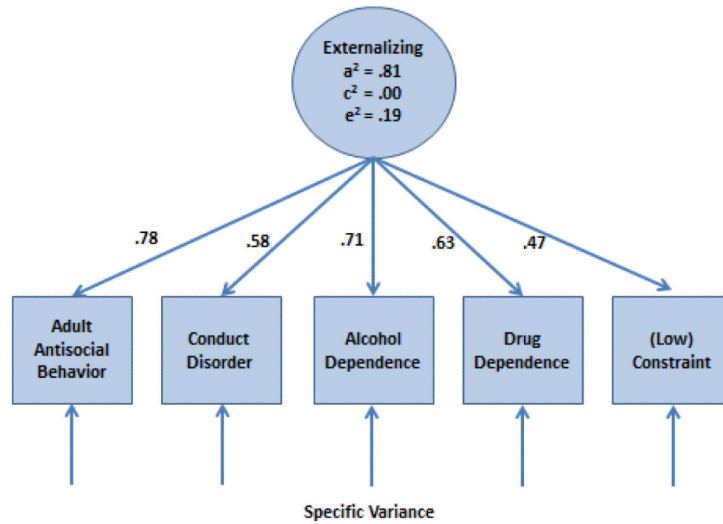 Externalizing
a² = .81
c² = .00
e² = .19
.78
.58
.71
.63
.47
Adult
Antisocial
Behavior
Conduct
Disorder
Alcohol
Dependence
Drug
Dependence
(Low)
Constraint
Specific Variance